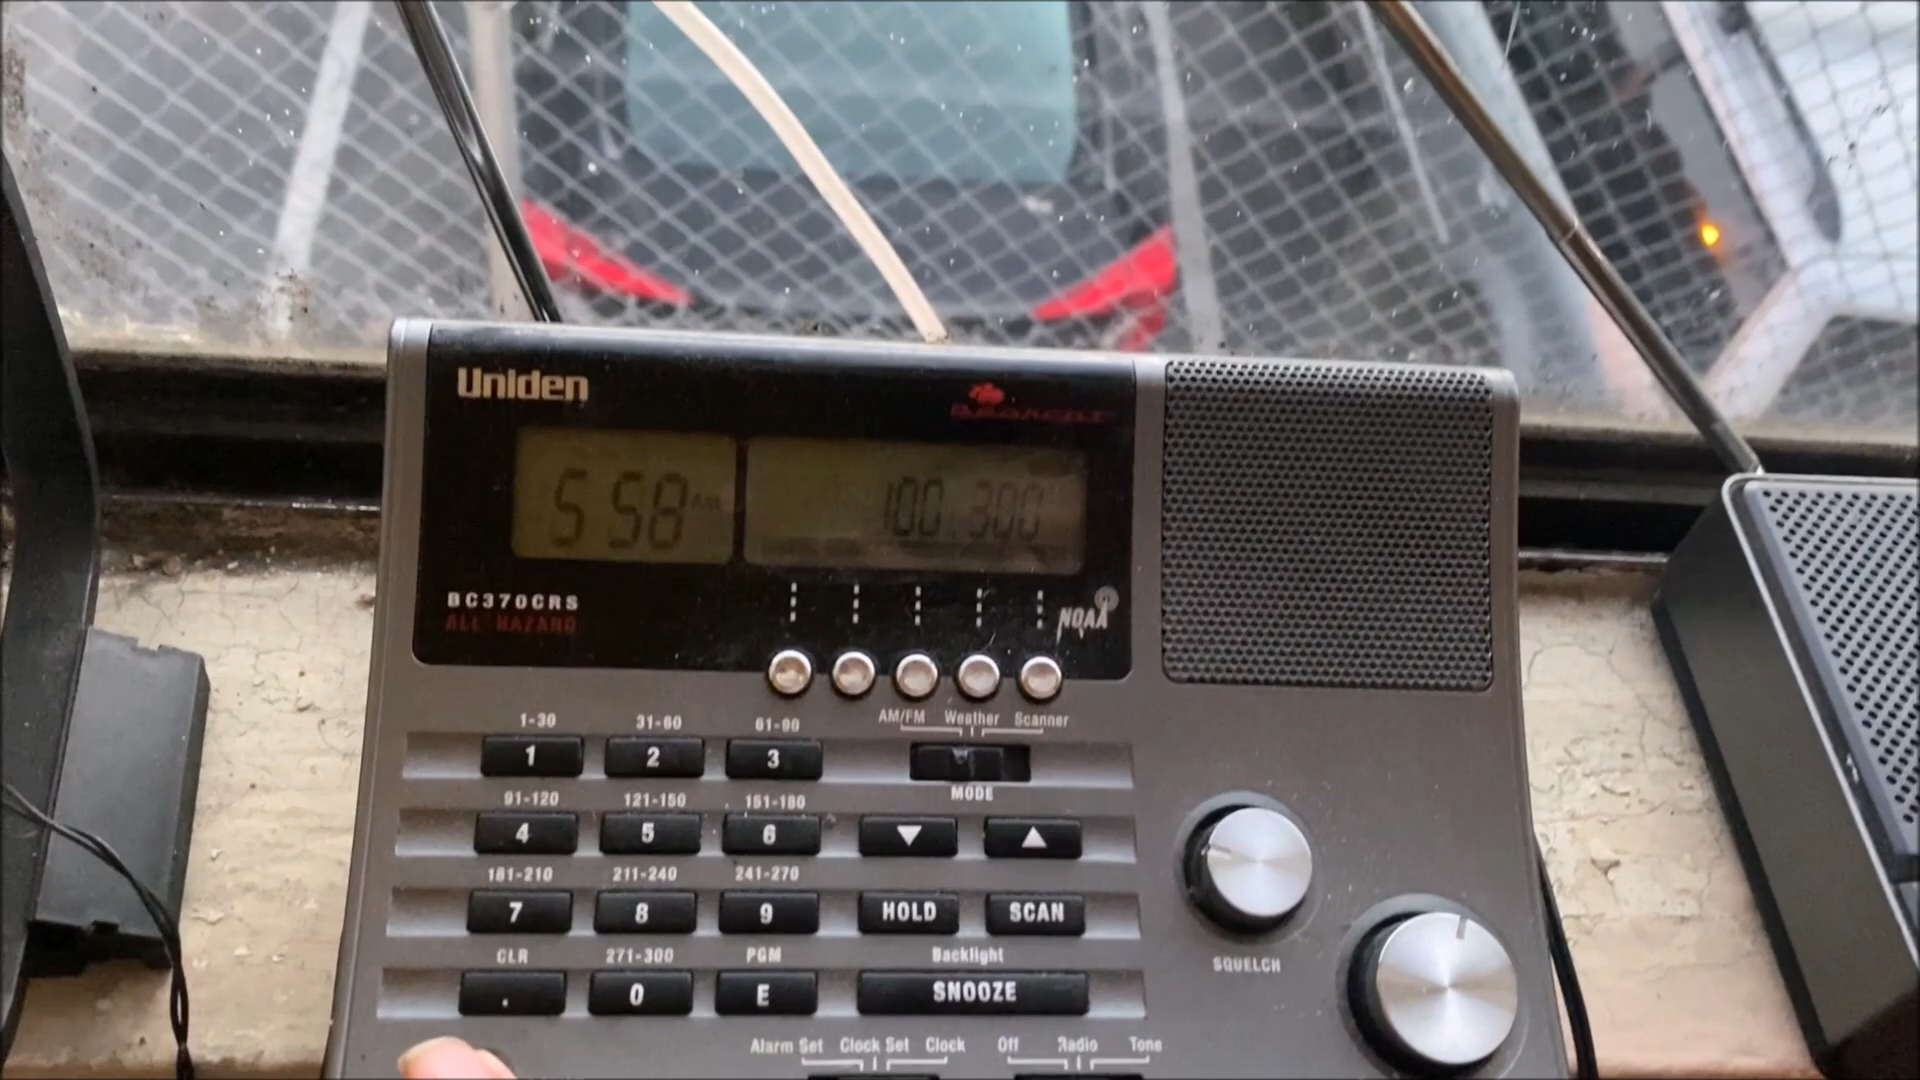 Uniden
Bearcat
5 58
100.300
BC370CRS
ALL HAZARD
NOAA
AM/FM Weather Scanner
MODE
1-30 31-60 61-90
1 2 3
91-120 121-150 151-180
4 5 6 ▼ ▲
181-210 211-240 241-270
7 8 9 HOLD SCAN
CLR 271-300 PGM Backlight
. 0 E SNOOZE
SQUELCH
Alarm Set Clock Set Clock Off Radio Tone